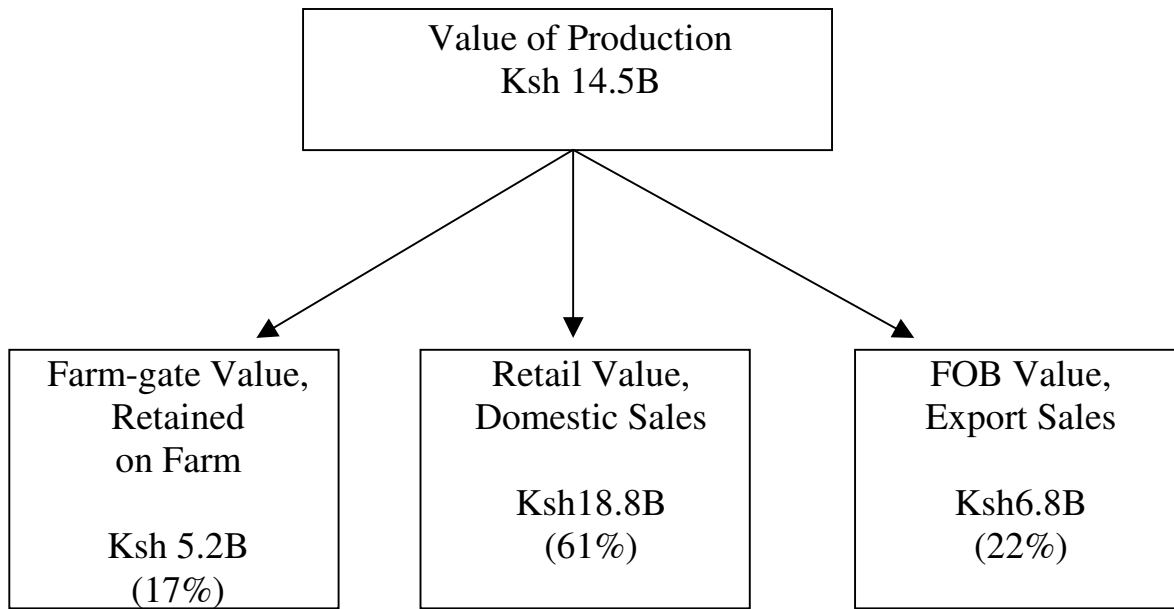 Value of Production
Ksh 14.5B
Farm-gate Value,
Retained
on Farm
Ksh 5.2B
(17%)
Retail Value,
Domestic Sales
Ksh18.8B
(61%)
FOB Value,
Export Sales
Ksh6.8B
(22%)